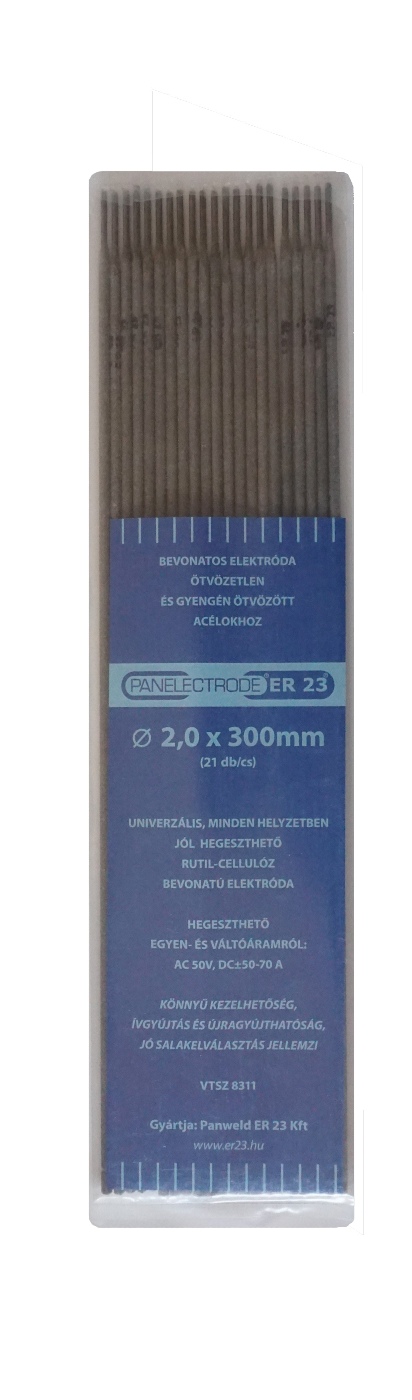 BEVONATOS ELEKTRÓDA
ÖTVÖZETLEN
ÉS GYENGÉN ÖTVÖZÖTT
ACÉLOKHOZ
PANELECTRODE® ER 23®
Ø 2,0 x 300mm
(21 db/cs)
UNIVERZÁLIS, MINDEN HELYZETBEN
JÓL HEGESZTHETŐ
RUTIL-CELLULÓZ
BEVONATÚ ELEKTRÓDA
HEGESZTHETŐ
EGYEN- ÉS VÁLTÓÁRAMRÓL:
AC 50V, DC±50-70 A
KÖNNYŰ KEZELHETŐSÉG,
ÍVGYÚJTÁS ÉS ÚJRAGYÚJTHATÓSÁG,
JÓ SALAKELVÁLASZTÁS JELLEMZI
VTSZ 8311
Gyártja: Panweld ER 23 Kft
www.er23.hu